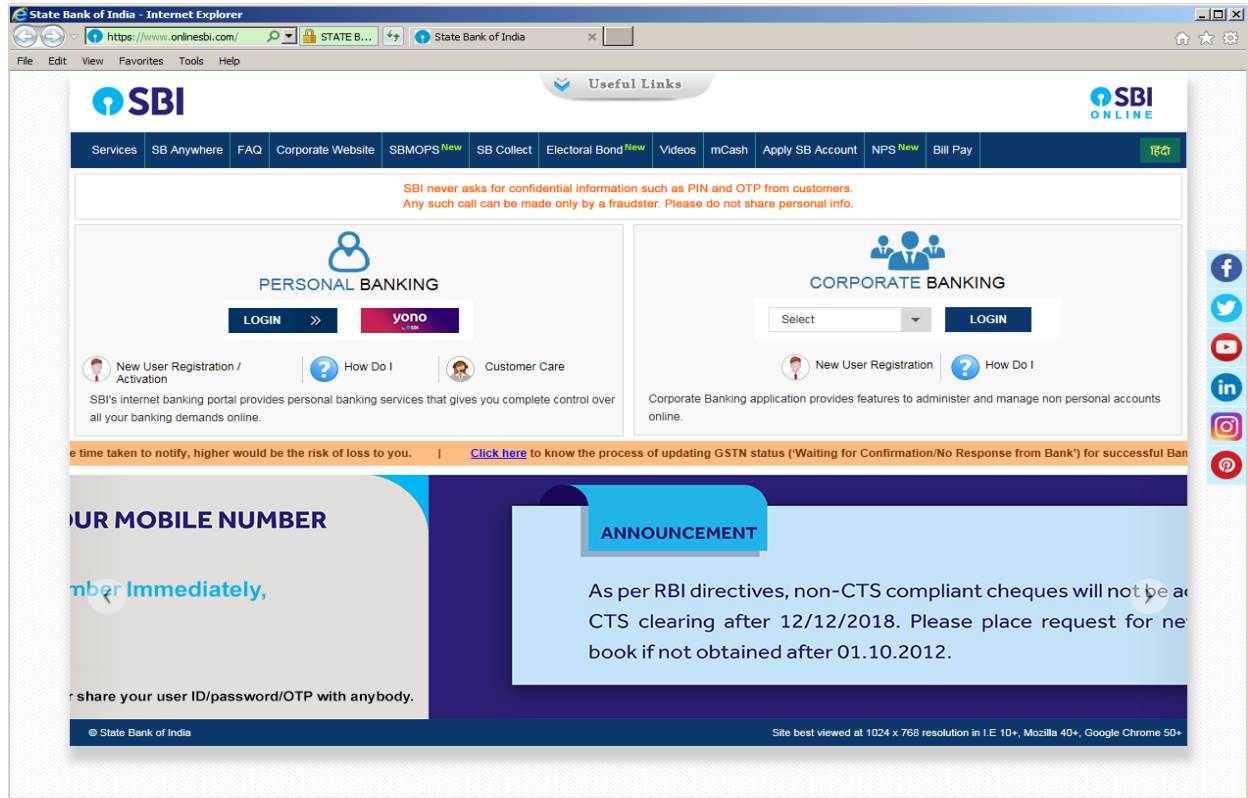 State Bank of India - Internet Explorer
https://www.onlinesbi.com/ STATE B... State Bank of India
File Edit View Favorites Tools Help
Useful Links
SBI
SBI
ONLINE
Services SB Anywhere FAQ Corporate Website SBMOPS New SB Collect Electoral Bond New Videos mCash Apply SB Account NPS New Bill Pay हिंदी
SBI never asks for confidential information such as PIN and OTP from customers.
Any such call can be made only by a fraudster. Please do not share personal info.
PERSONAL BANKING
LOGIN yono
by SBI
New User Registration /
Activation
How Do I
Customer Care
SBI's internet banking portal provides personal banking services that gives you complete control over
all your banking demands online.
CORPORATE BANKING
Select LOGIN
New User Registration How Do I
Corporate Banking application provides features to administer and manage non personal accounts
online.
e time taken to notify, higher would be the risk of loss to you. | Click here to know the process of updating GSTN status ('Waiting for Confirmation/No Response from Bank') for successful Ban
OUR MOBILE NUMBER
mber Immediately,
r share your user ID/password/OTP with anybody.
ANNOUNCEMENT
As per RBI directives, non-CTS compliant cheques will not be a
CTS clearing after 12/12/2018. Please place request for ne
book if not obtained after 01.10.2012.
© State Bank of India
Site best viewed at 1024 x 768 resolution in I.E 10+, Mozilla 40+, Google Chrome 50+